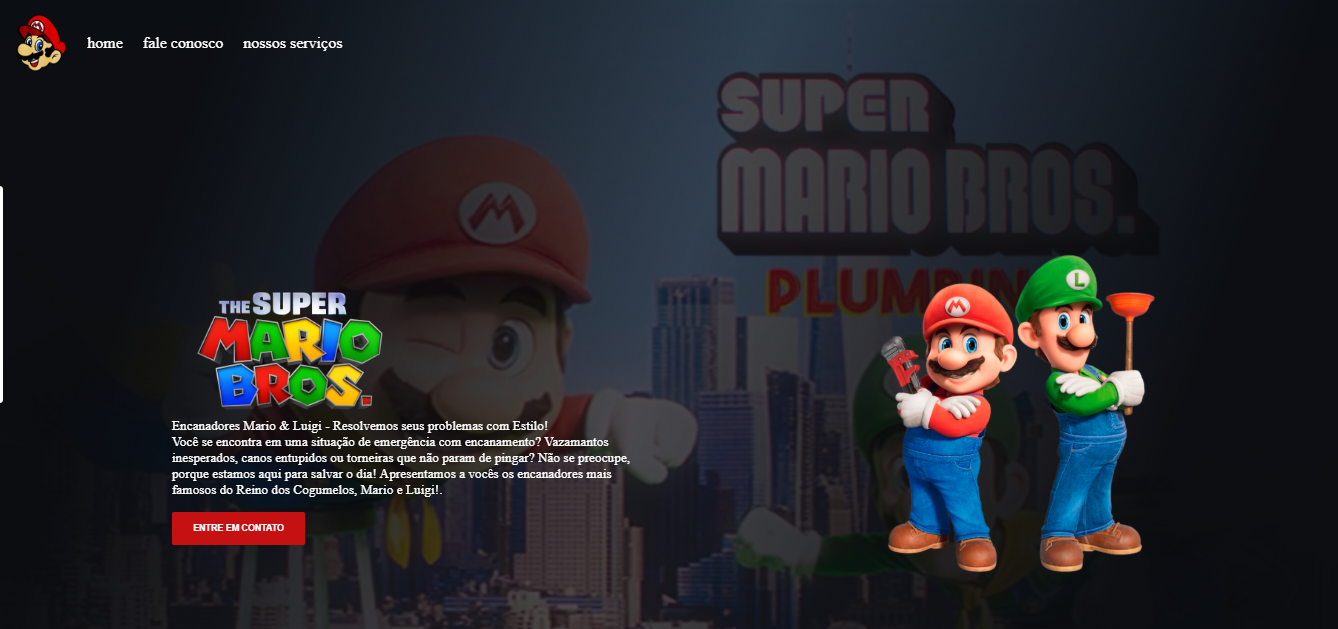 home fale conosco nossos serviços
SUPER
MARIO BROS.
PLUMBIN
M
L
M
THE SUPER
MARIO
BROS.
Encanadores Mario & Luigi - Resolvemos seus problemas com Estilo!
Você se encontra em uma situação de emergência com encanamento? Vazamantos
inesperados, canos entupidos ou torneiras que não param de pingar? Não se preocupe,
porque estamos aqui para salvar o dia! Apresentamos a vocês os encanadores mais
famosos do Reino dos Cogumelos, Mario e Luigi!.
ENTRE EM CONTATO